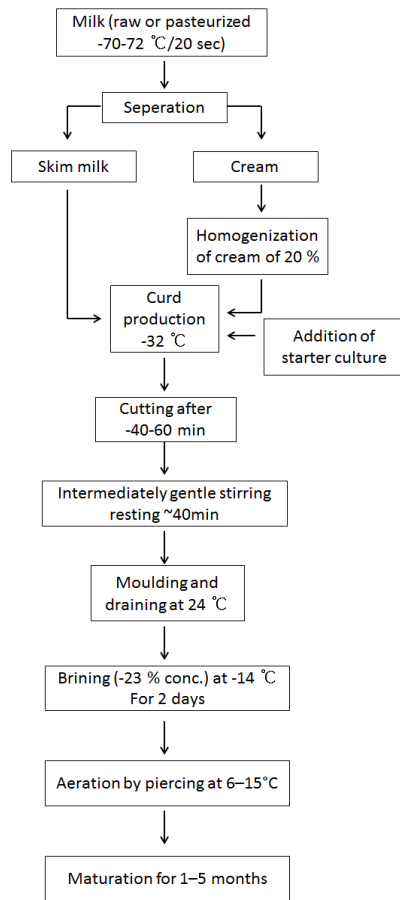 Milk (raw or pasteurized
-70-72 ℃/20 sec)
Seperation
Skim milk
Cream
Homogenization
of cream of 20 %
Curd
production
-32 ℃
Addition of
starter culture
Cutting after
-40-60 min
Intermediately gentle stirring
resting ~40min
Moulding and
draining at 24 ℃
Brining (-23 % conc.) at -14 ℃
For 2 days
Aeration by piercing at 6–15°C
Maturation for 1–5 months